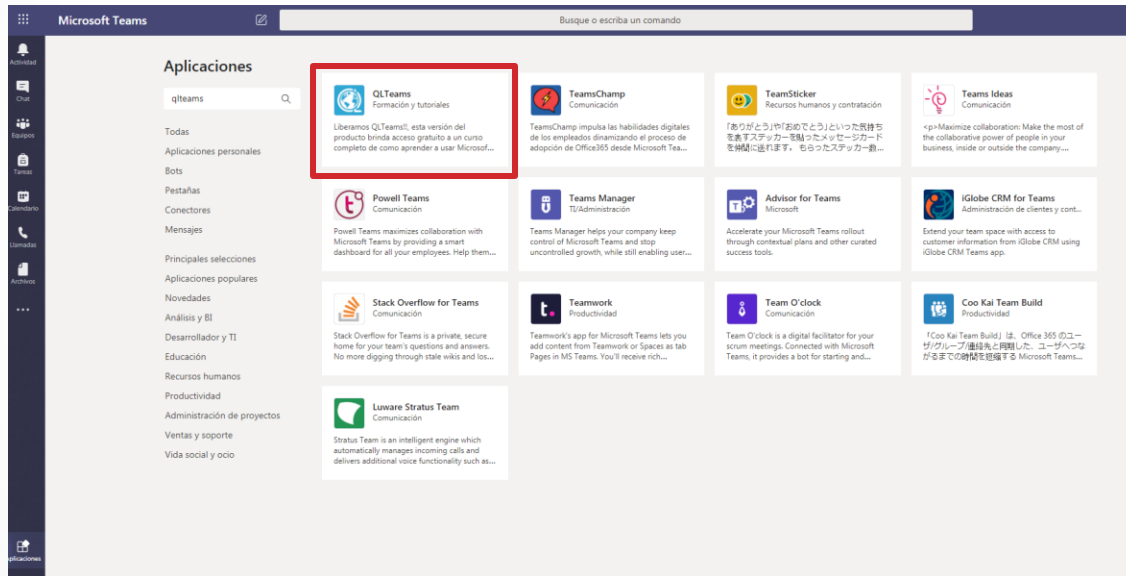 Microsoft Teams
Busque o escriba un comando
Actividad
Chat
Equipos
Tareas
Calendario
Llamadas
Archivos
Aplicaciones
Aplicaciones
qlteams
Todas
Aplicaciones personales
Bots
Pestañas
Conectores
Mensajes
Principales selecciones
Aplicaciones populares
Novedades
Análisis y BI
Desarrollador y TI
Educación
Recursos humanos
Productividad
Administración de proyectos
Ventas y soporte
Vida social y ocio
QLTeams
Formación y tutoriales
Liberamos QLTeams!!, esta versión del
producto brinda acceso gratuito a un curso
completo de como aprender a usar Microsof...
TeamsChamp
Comunicación
TeamsChamp impulsa las habilidades digitales
de los empleados dinamizando el proceso de
adopción de Office365 desde Microsoft Tea...
TeamSticker
Recursos humanos y contratación
「ありがとう」や「おめでとう」といった気持ち
を表すステッカーを貼ったメッセージカード
を仲間に送れます。 もらったステッカー数...
Teams Ideas
Comunicación
<p>Maximize collaboration: Make the most of
the collaborative power of people in your
business, inside or outside the company....
Powell Teams
Comunicación
Powell Teams maximizes collaboration with
Microsoft Teams by providing a smart
dashboard for all your employees. Help them...
Teams Manager
TI/Administración
Teams Manager helps your company keep
control of Microsoft Teams and stop
uncontrolled growth, while still enabling user...
Advisor for Teams
Microsoft
Accelerate your Microsoft Teams rollout
through contextual plans and other curated
success tools.
iGlobe CRM for Teams
Administración de clientes y cont...
Extend your team space with access to
customer information from iGlobe CRM using
iGlobe CRM Teams app.
Stack Overflow for Teams
Comunicación
Stack Overflow for Teams is a private, secure
home for your team's questions and answers.
No more digging through stale wikis and los...
Teamwork
Productividad
Teamwork's app for Microsoft Teams lets you
add content from Teamwork or Spaces as tab
Pages in MS Teams. You'll receive rich...
Team O'clock
Comunicación
Team O'clock is a digital facilitator for your
scrum meetings. Connected with Microsoft
Teams, it provides a bot for starting and...
Coo Kai Team Build
Productividad
「Coo Kai Team Build」は、Office 365 のユー
ザ/グループ/連絡先と同期した、ユーザへつな
がるまでの時間を短縮する Microsoft Teams...
Luware Stratus Team
Comunicación
Stratus Team is an intelligent engine which
automatically manages incoming calls and
delivers additional voice functionality such as...